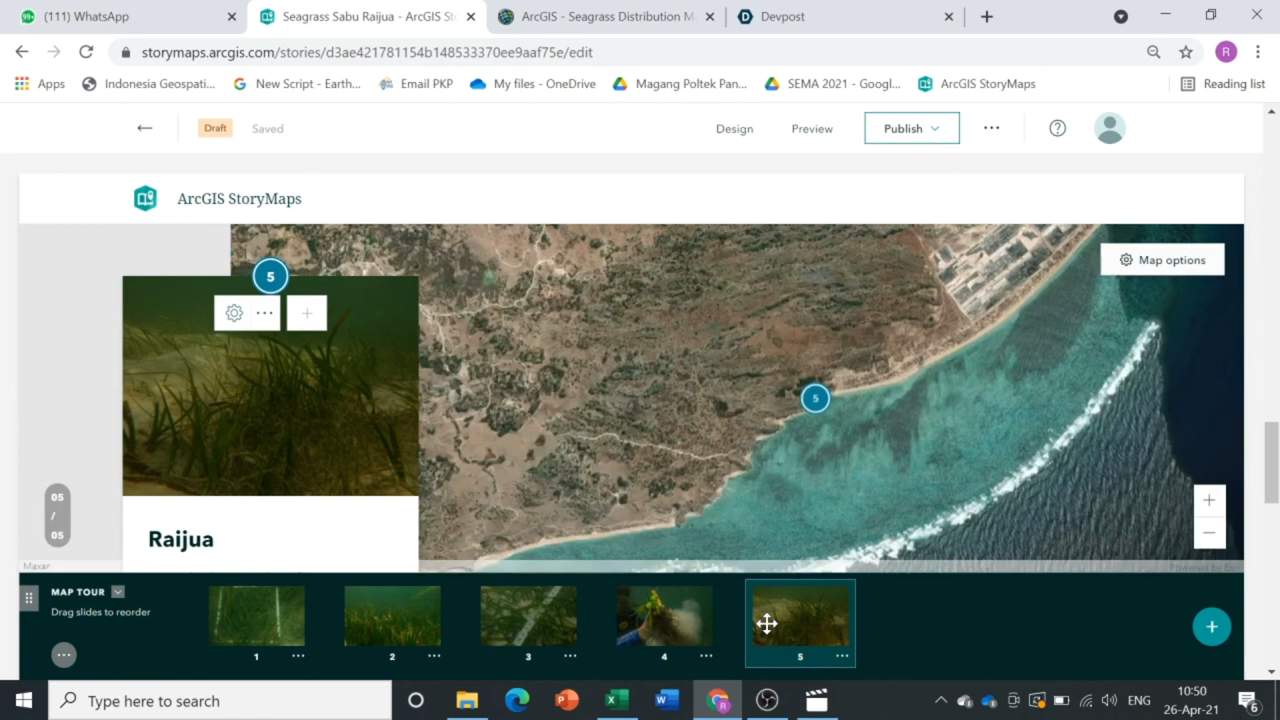 99+
(111) WhatsApp
Seagrass Sabu Raijua - ArcGIS St
ArcGIS - Seagrass Distribution M
Devpost
storymaps.arcgis.com/stories/d3ae421781154b148533370ee9aaf75e/edit
R
Apps
Indonesia Geospati...
New Script - Earth...
Email PKP
My files - OneDrive
Magang Poltek Pan...
SEMA 2021 - Googl...
ArcGIS StoryMaps
Reading list
Draft
Saved
Design
Preview
Publish
ArcGIS StoryMaps
Map options
5
5
05
/
05
Raijua
Maxar
Powered by Esri
MAP TOUR
Drag slides to reorder
1
2
3
4
5
Type here to search
ENG
10:50
26-Apr-21
6